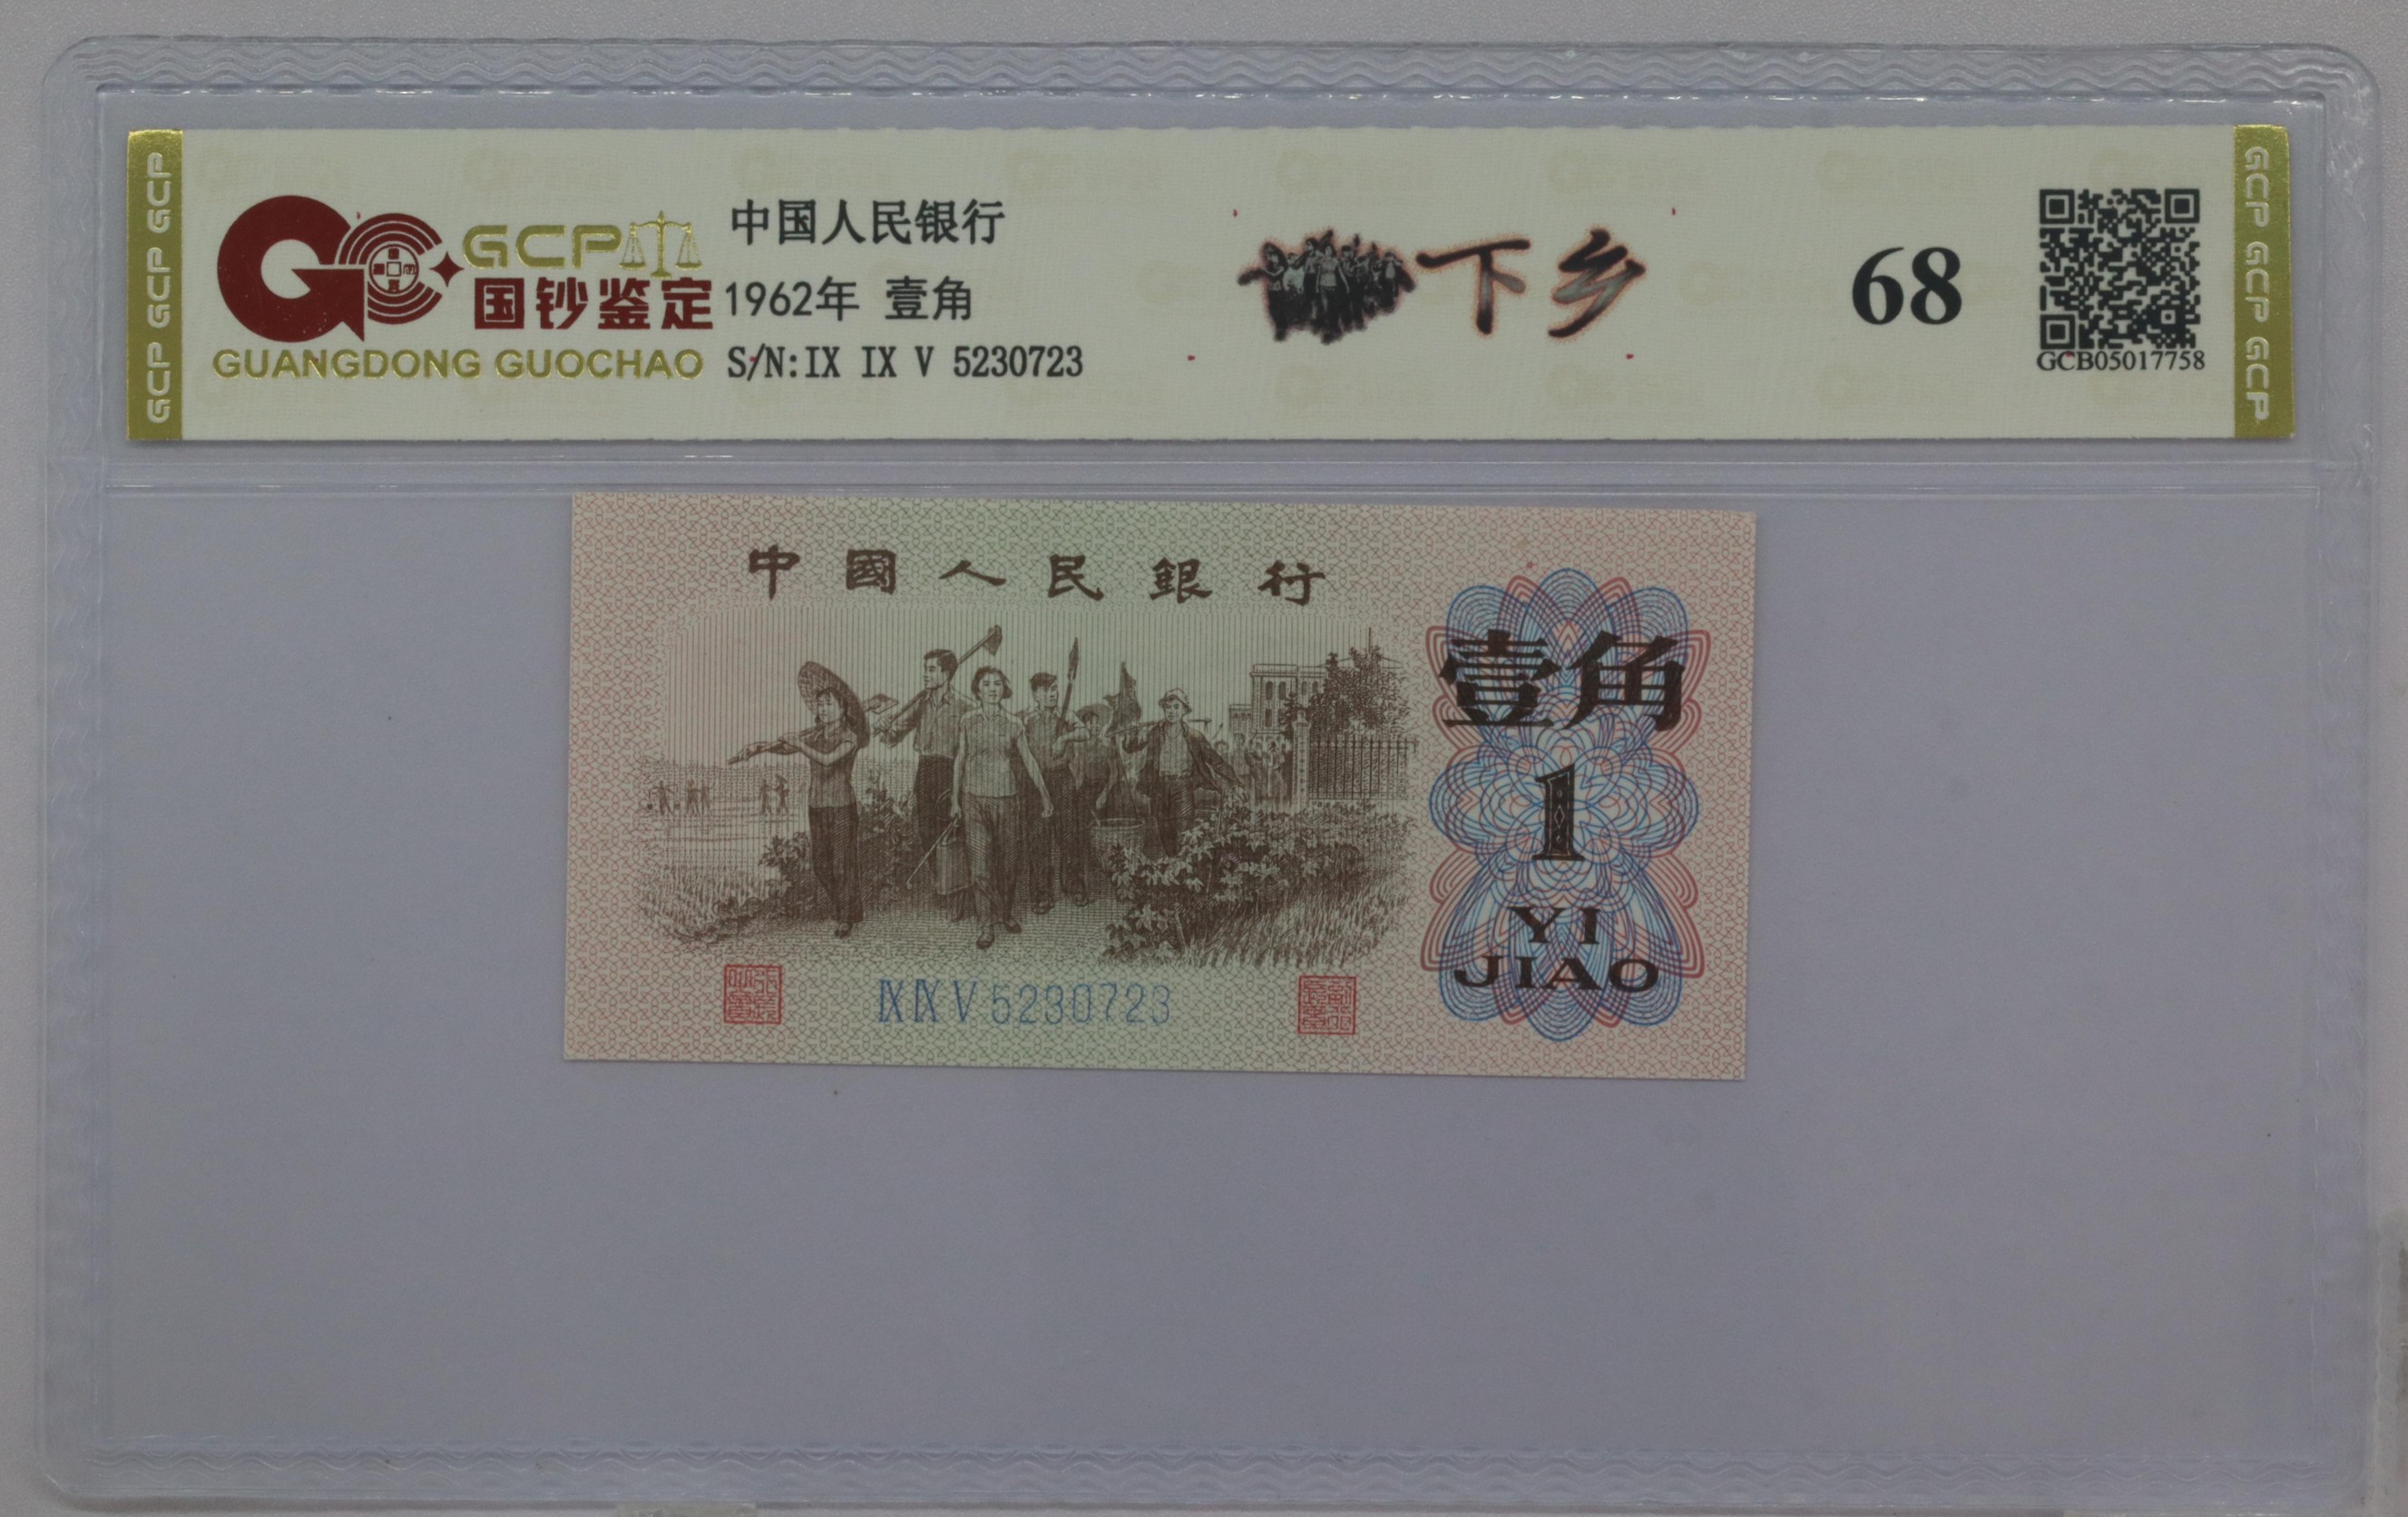 GCP GCP GCP
GCP
国钞鉴定
GUANGDONG GUOCHAO
中国人民银行
1962年 壹角
S/N:IX IX V 5230723
下乡
68
GCB05017758
GCP GCP GCP
中國人民銀行
壹角
1
YI
JIAO
IX IX V 5230723